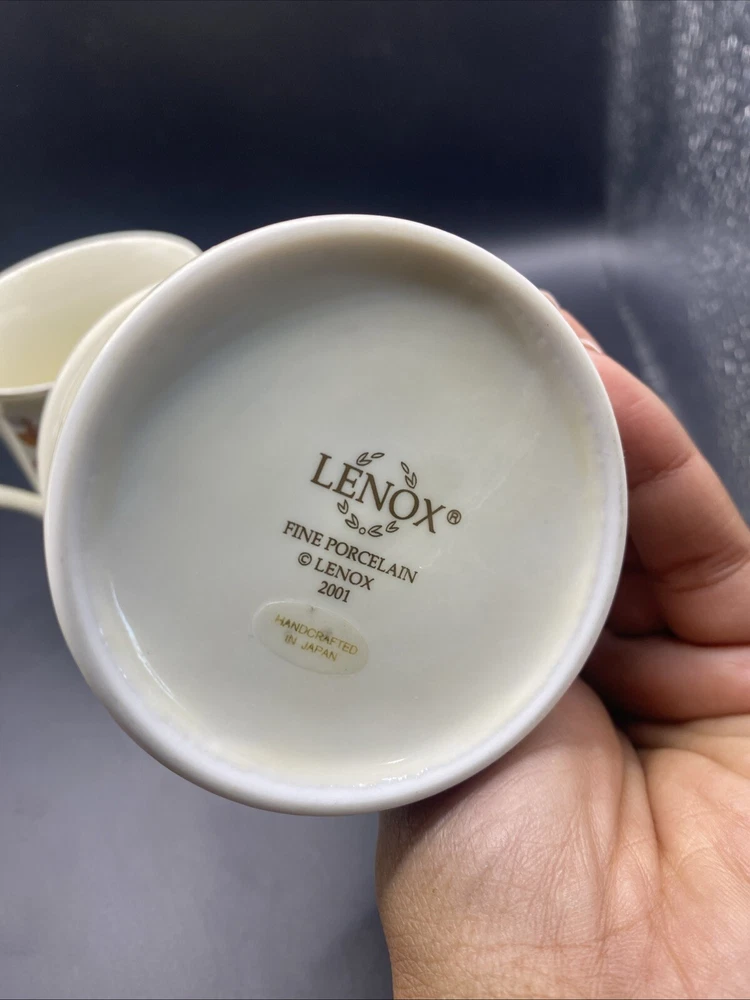 LENOX®
FINE PORCELAIN
© LENOX
2001
HANDCRAFTED
IN JAPAN